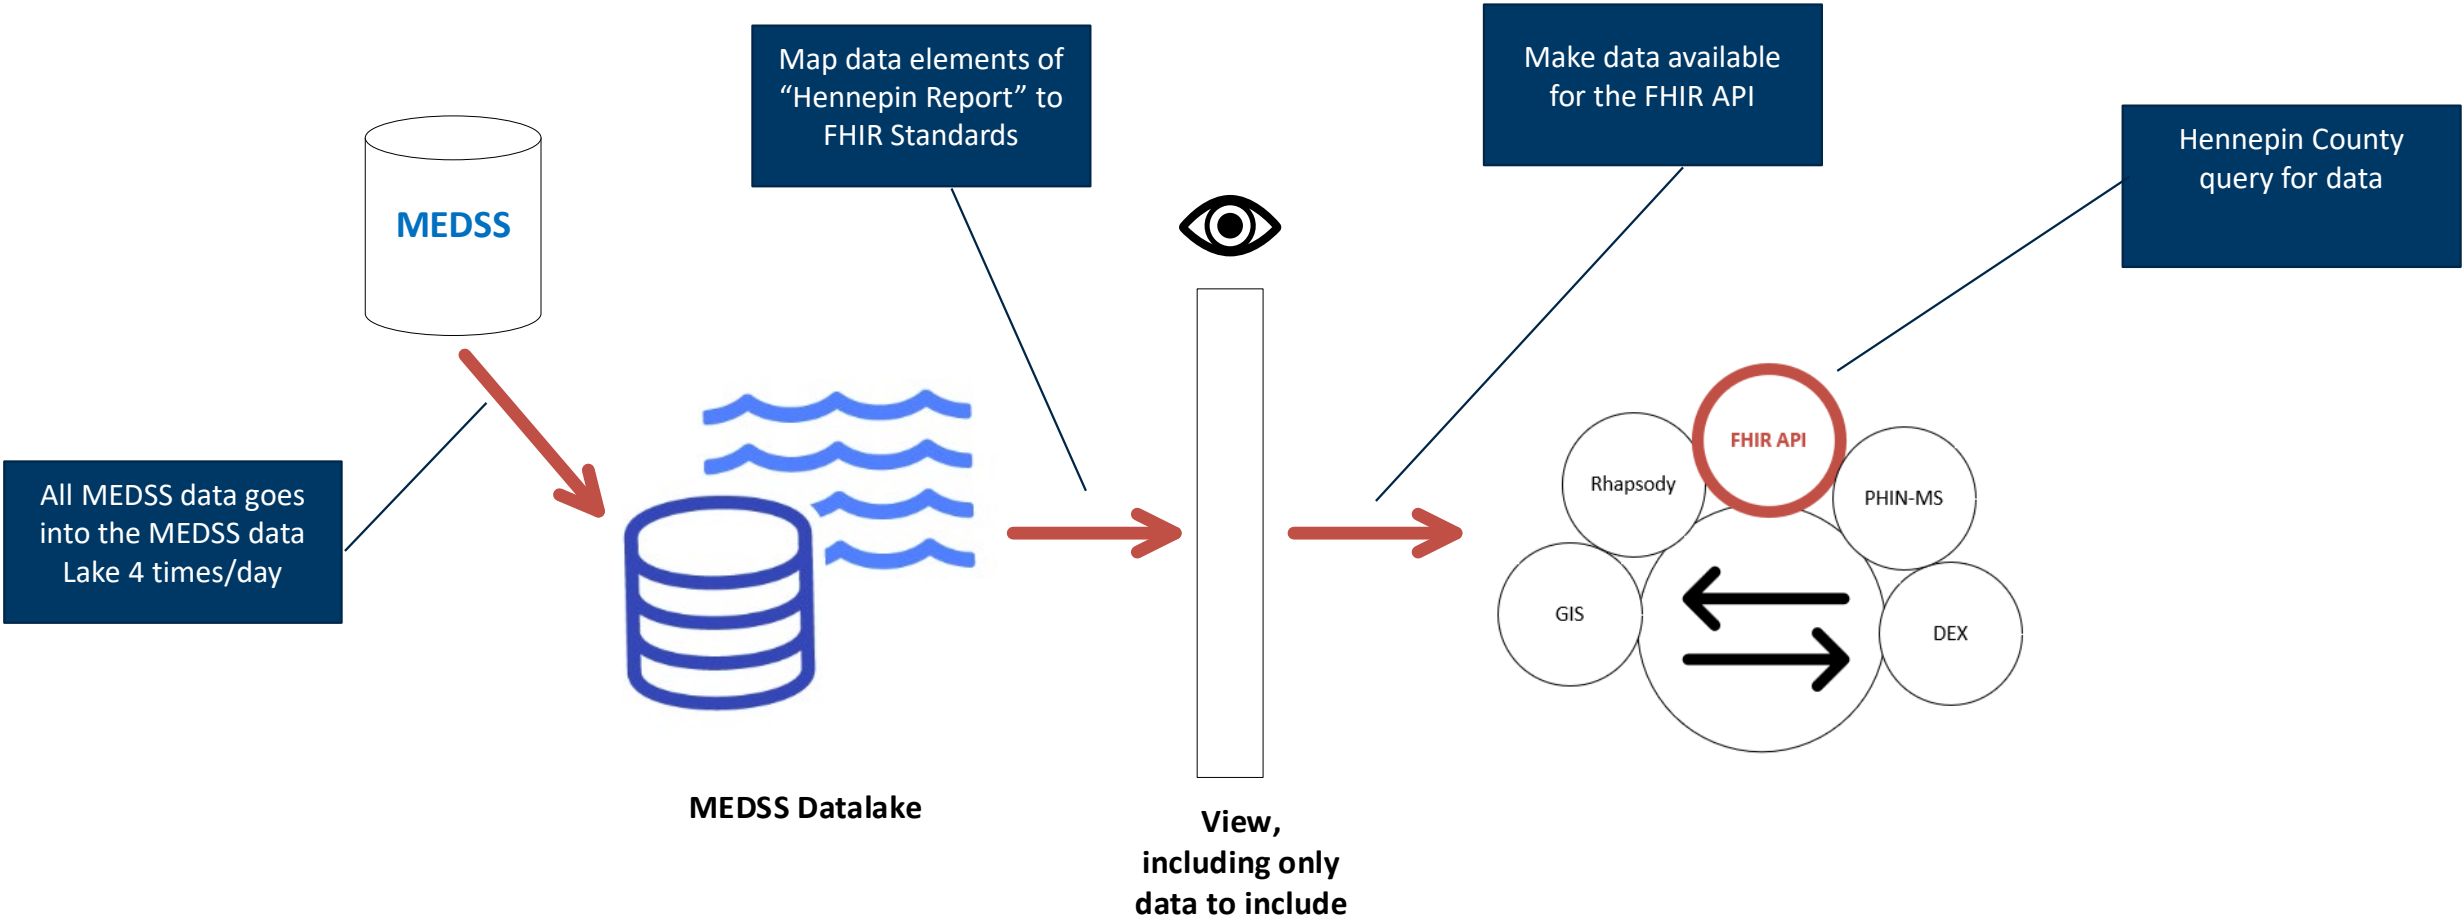 Map data elements of
“Hennepin Report” to
FHIR Standards
Make data available
for the FHIR API
Hennepin County
query for data
MEDSS
All MEDSS data goes
into the MEDSS data
Lake 4 times/day
FHIR API
Rhapsody
PHIN-MS
GIS
DEX
MEDSS Datalake
View,
including only
data to include